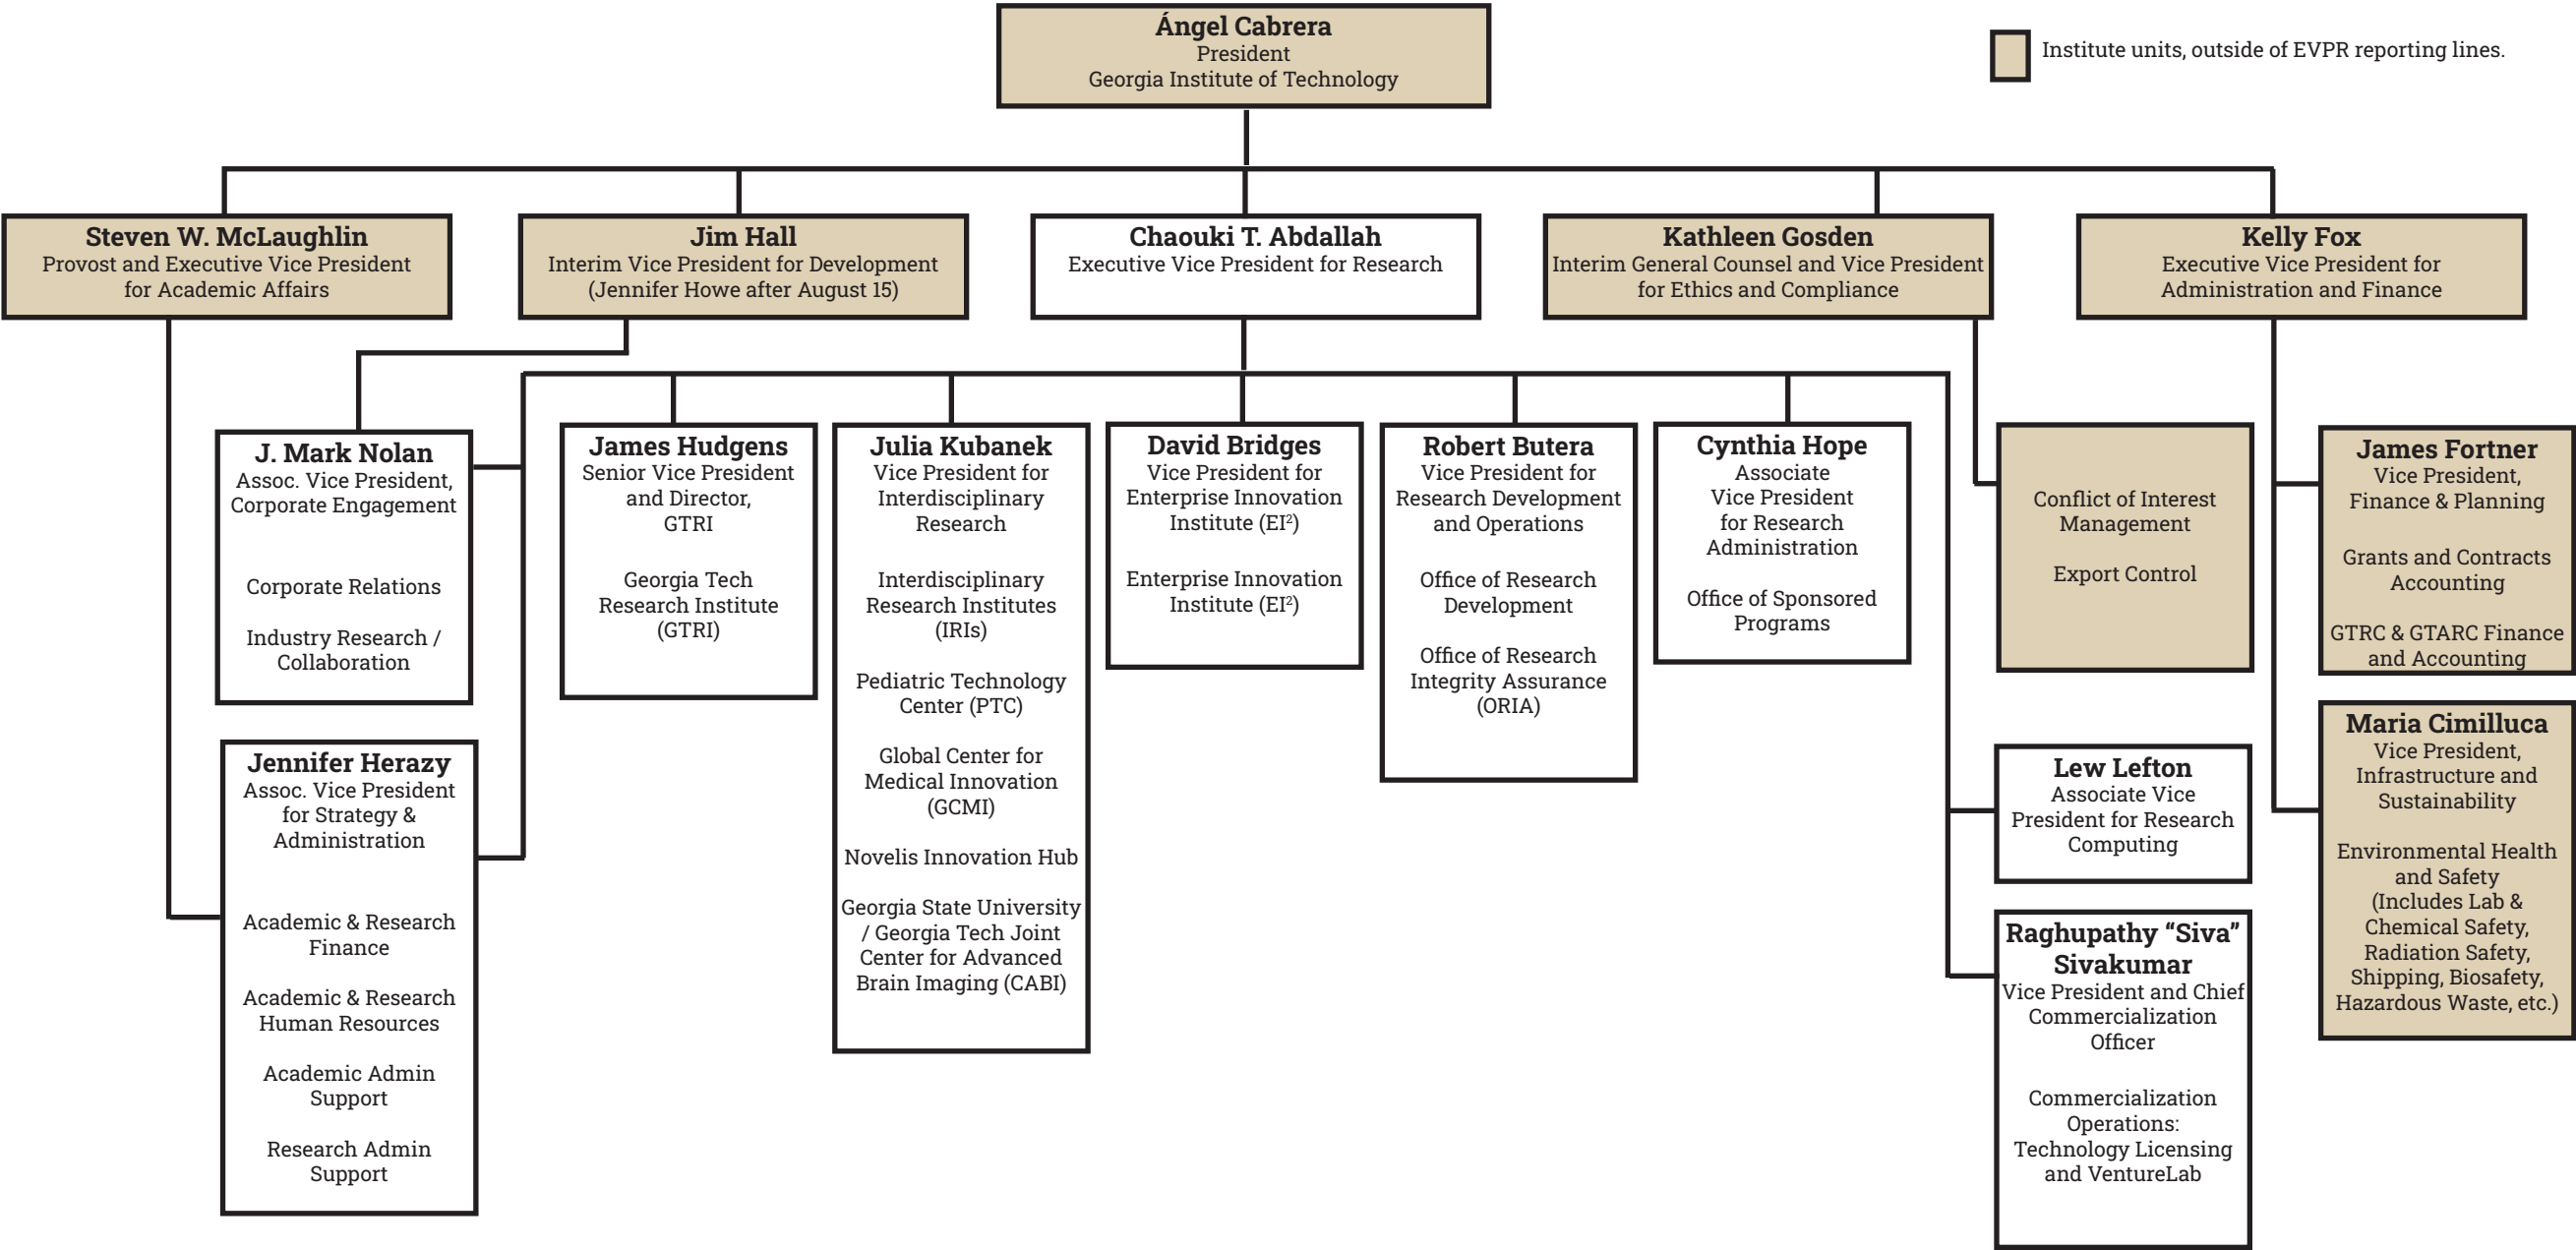 Ángel Cabrera
President
Georgia Institute of Technology
Institute units, outside of EVPR reporting lines.
Steven W. McLaughlin
Provost and Executive Vice President
for Academic Affairs
Jim Hall
Interim Vice President for Development
(Jennifer Howe after August 15)
Chaouki T. Abdallah
Executive Vice President for Research
Kathleen Gosden
Interim General Counsel and Vice President
for Ethics and Compliance
Kelly Fox
Executive Vice President for
Administration and Finance
J. Mark Nolan
Assoc. Vice President,
Corporate Engagement
Corporate Relations
Industry Research /
Collaboration
James Hudgens
Senior Vice President
and Director,
GTRI
Georgia Tech
Research Institute
(GTRI)
Julia Kubanek
Vice President for
Interdisciplinary
Research
Interdisciplinary
Research Institutes
(IRIs)
Pediatric Technology
Center (PTC)
Global Center for
Medical Innovation
(GCMI)
Novelis Innovation Hub
Georgia State University
/ Georgia Tech Joint
Center for Advanced
Brain Imaging (CABI)
David Bridges
Vice President for
Enterprise Innovation
Institute (EI²)
Enterprise Innovation
Institute (EI²)
Robert Butera
Vice President for
Research Development
and Operations
Office of Research
Development
Office of Research
Integrity Assurance
(ORIA)
Cynthia Hope
Associate
Vice President
for Research
Administration
Office of Sponsored
Programs
Conflict of Interest
Management
Export Control
James Fortner
Vice President,
Finance & Planning
Grants and Contracts
Accounting
GTRC & GTARC Finance
and Accounting
Jennifer Herazy
Assoc. Vice President
for Strategy &
Administration
Academic & Research
Finance
Academic & Research
Human Resources
Academic Admin
Support
Research Admin
Support
Lew Lefton
Associate Vice
President for Research
Computing
Raghupathy “Siva”
Sivakumar
Vice President and Chief
Commercialization
Officer
Commercialization
Operations:
Technology Licensing
and VentureLab
Maria Cimilluca
Vice President,
Infrastructure and
Sustainability
Environmental Health
and Safety
(Includes Lab &
Chemical Safety,
Radiation Safety,
Shipping, Biosafety,
Hazardous Waste, etc.)